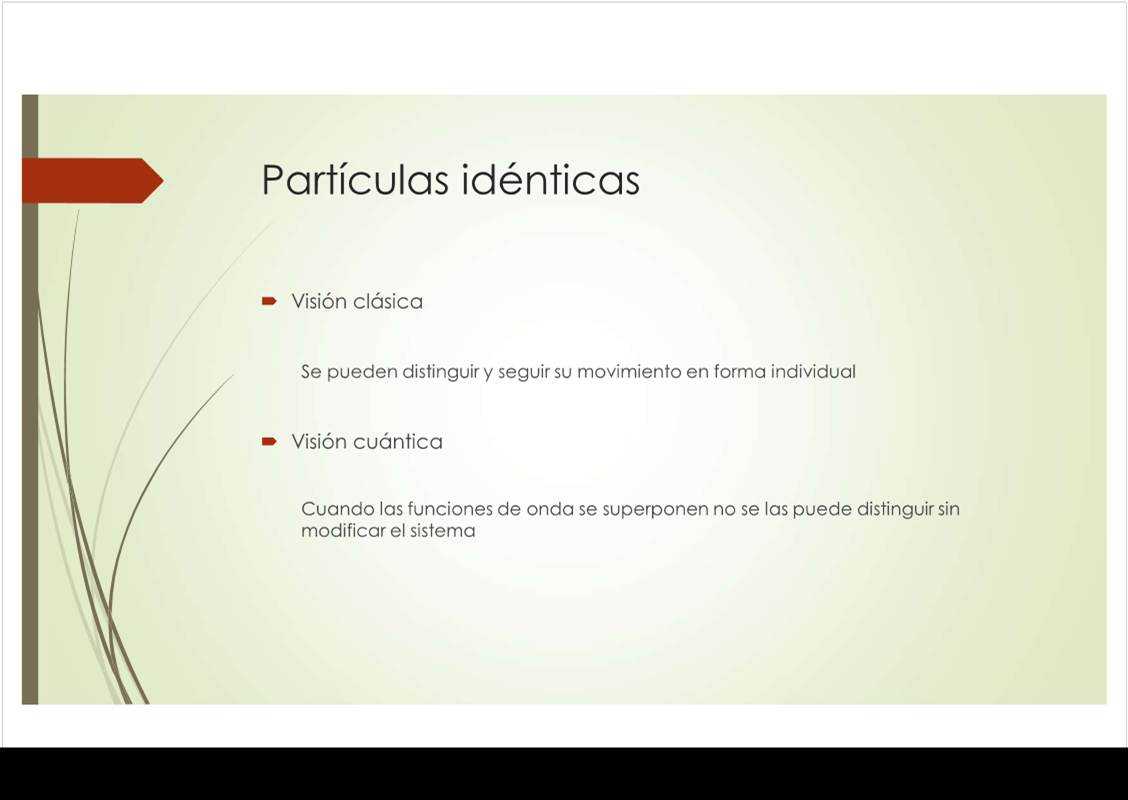 Partículas idénticas
Visión clásica
Se pueden distinguir y seguir su movimiento en forma individual
Visión cuántica
Cuando las funciones de onda se superponen no se las puede distinguir sin
modificar el sistema